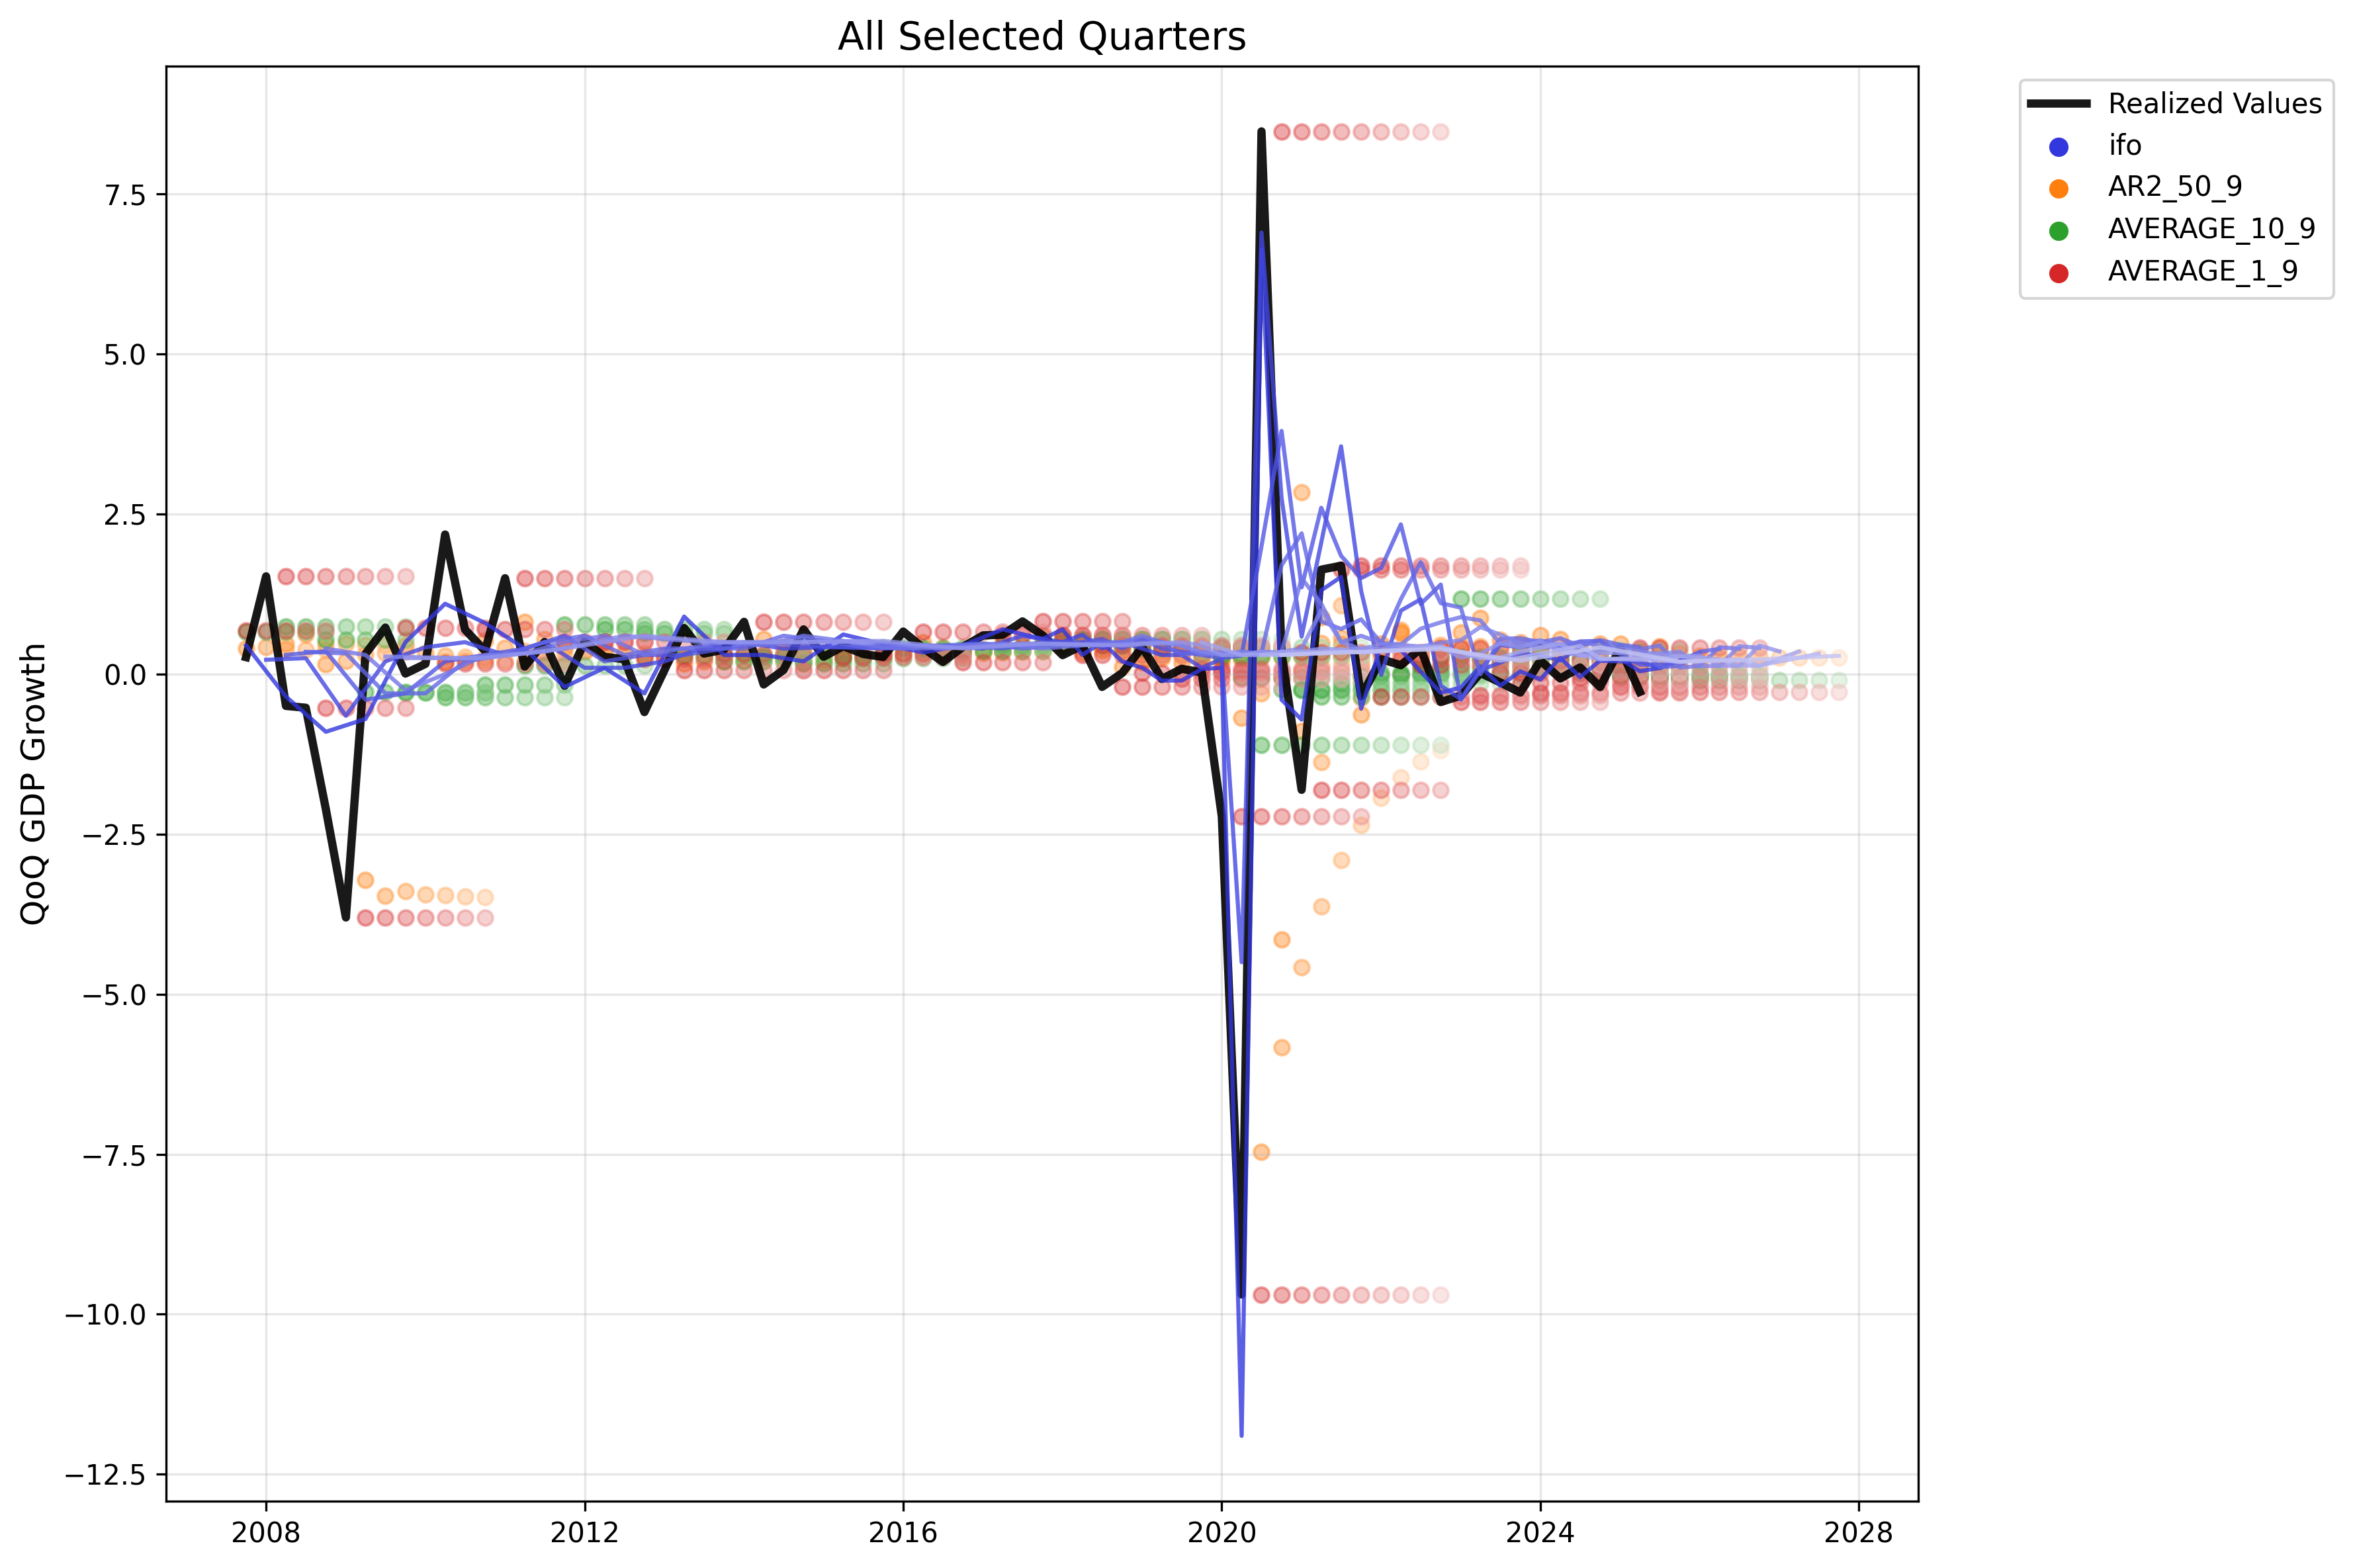 All Selected Quarters
QoQ GDP Growth
7.5
5.0
2.5
0.0
−2.5
−5.0
−7.5
−10.0
−12.5
2008
2012
2016
2020
2024
2028
Realized Values
ifo
AR2_50_9
AVERAGE_10_9
AVERAGE_1_9